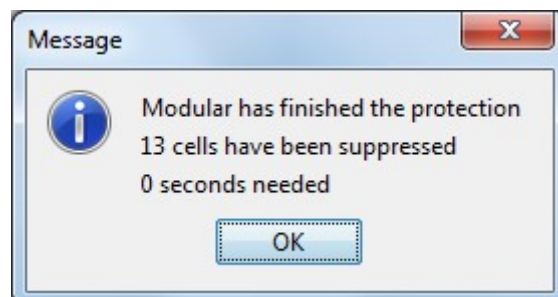 Message
Modular has finished the protection
13 cells have been suppressed
0 seconds needed
OK